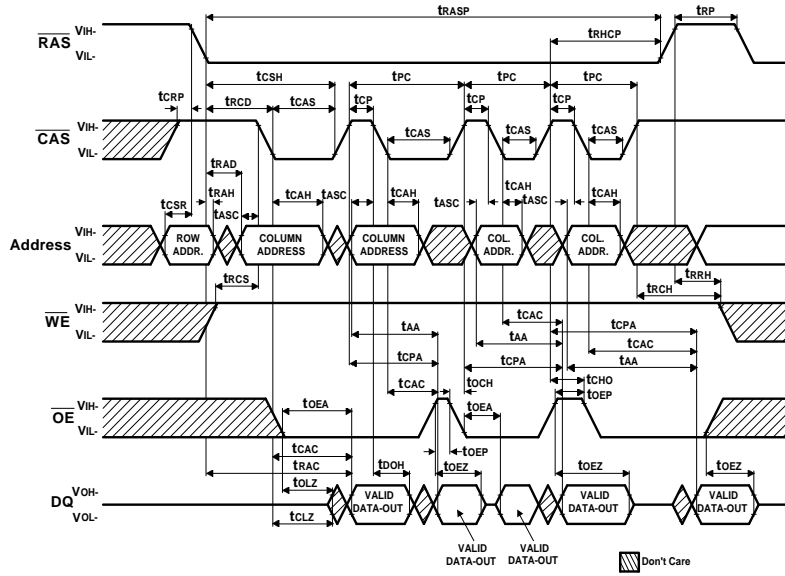 tRASP
tRP
VIH-
RAS
VIL-
tRHCP
tCSH
tPC
tPC
tPC
tCRP
tRCD
tCAS
tCP
tCP
tCP
VIH-
CAS
VIL-
tCAS
tCAS
tCAS
tRAD
tCSR
tRAH
tASC
tCAH
tASC
tCAH
tASC
tCAH
tASC
tCAH
VIH-
Address
VIL-
ROW
ADDR.
COLUMN
ADDRESS
COLUMN
ADDRESS
COL.
ADDR.
COL.
ADDR.
tRCS
tRRH
tRCH
VIH-
WE
VIL-
tAA
tCAC
tCPA
tAA
tCAC
tCPA
tCPA
tAA
tCAC
tOCH
tCHO
tOEP
VIH-
OE
VIL-
tOEA
tOEA
tOEP
tCAC
tRAC
tDOH
tOEZ
tOEZ
tOEZ
tOLZ
VOH-
DQ
VOL-
VALID
DATA-OUT
VALID
DATA-OUT
VALID
DATA-OUT
tCLZ
VALID
DATA-OUT
VALID
DATA-OUT
Don't Care